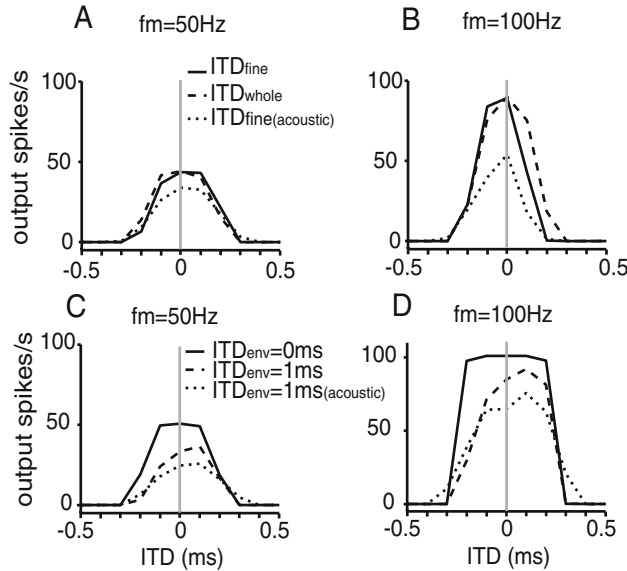 A
fm=50Hz
B
fm=100Hz
output spikes/s
100
50
0
ITDfine
ITDwhole
ITDfine(acoustic)
-0.5
0
0.5
100
50
0
-0.5
0
0.5
C
fm=50Hz
D
fm=100Hz
output spikes/s
100
50
0
ITDenv=0ms
ITDenv=1ms
ITDenv=1ms(acoustic)
-0.5
0
0.5
ITD (ms)
100
50
0
-0.5
0
0.5
ITD (ms)